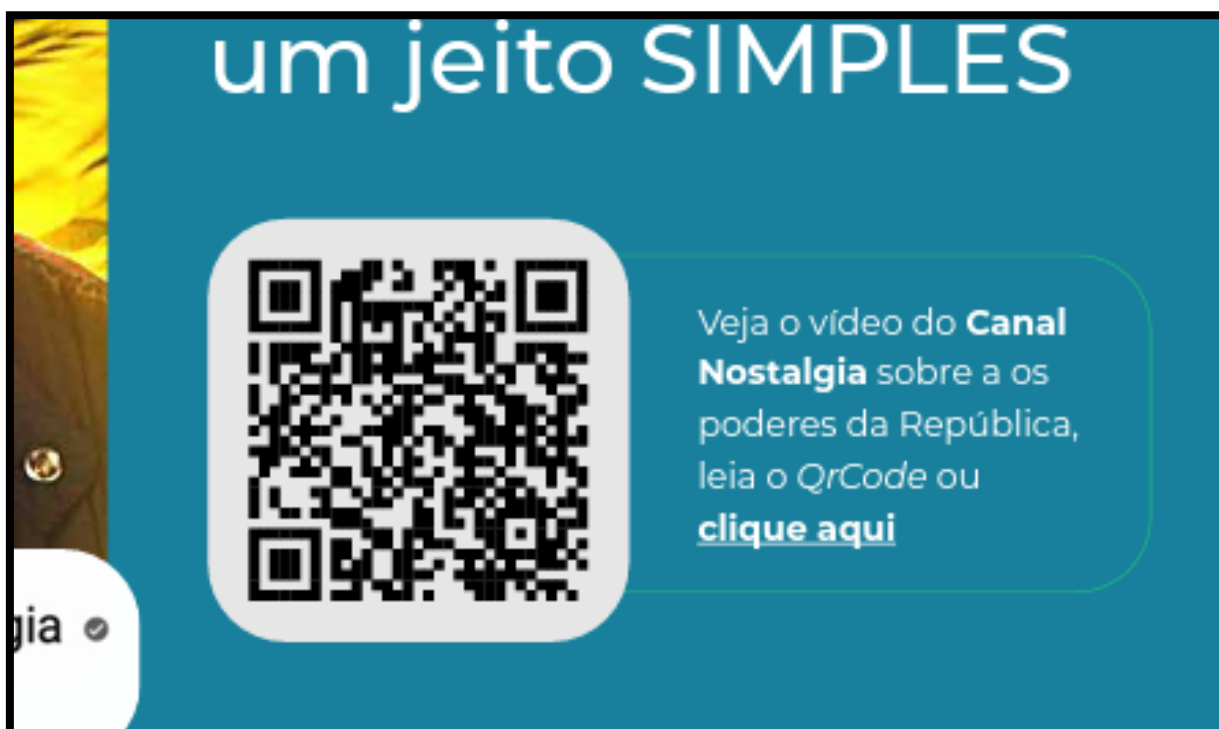 um jeito SIMPLES
Veja o vídeo do Canal
Nostalgia sobre a os
poderes da República,
leia o QrCode ou
clique aqui
gia